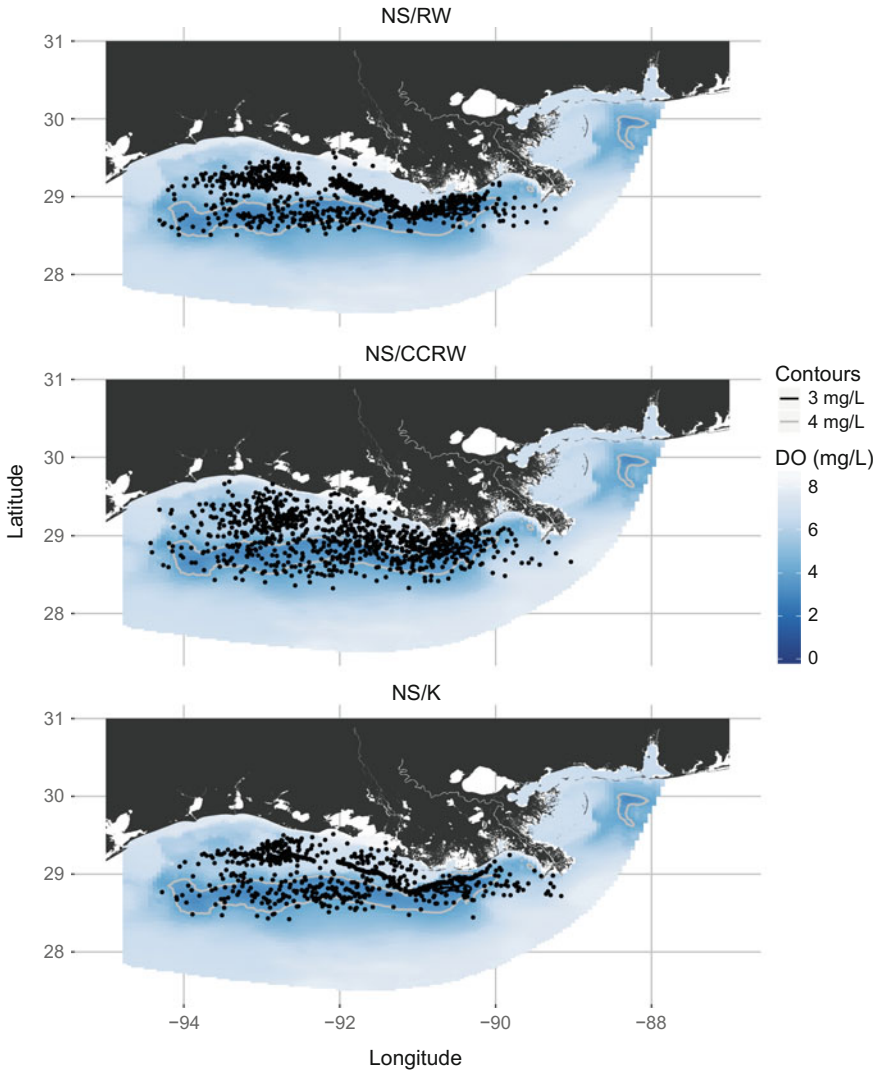 NS/RW
31
30
29
28
NS/CCRW
31
30
29
28
Latitude
Contours
3 mg/L
4 mg/L
DO (mg/L)
8
6
4
2
0
NS/K
31
30
29
28
−94
−92
−90
−88
Longitude